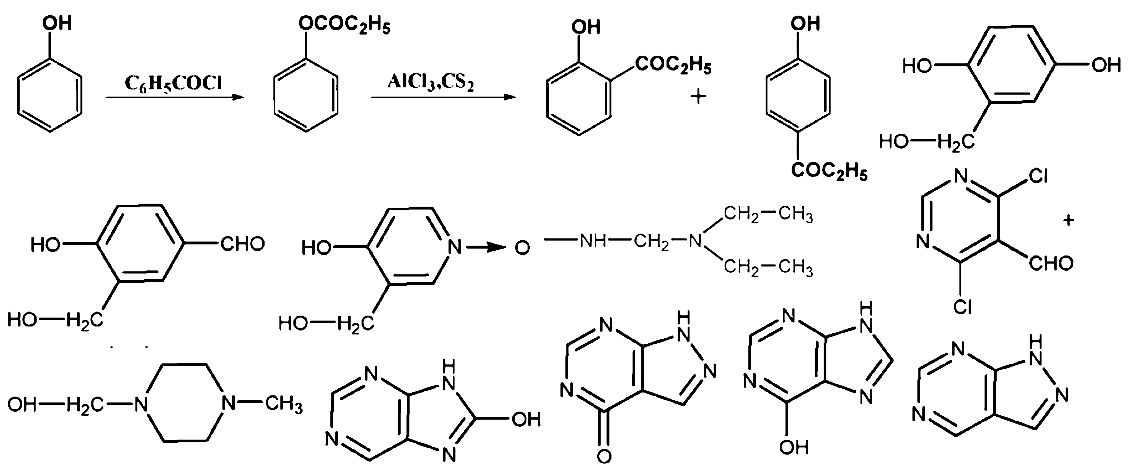 OH OCOC2H5 OH COC2H5 OH HO OH
C6H5COCl AlCl3,CS2 +
COC2H5 HO—H2C
N Cl
HO CHO HO N O NH—CH2—N CH2—CH3 N +
CH2—CH3 CHO
HO—H2C HO—H2C Cl
OH—H2C—N N—CH3 N H N OH N N N H N N N O N H N N N OH N H N N N